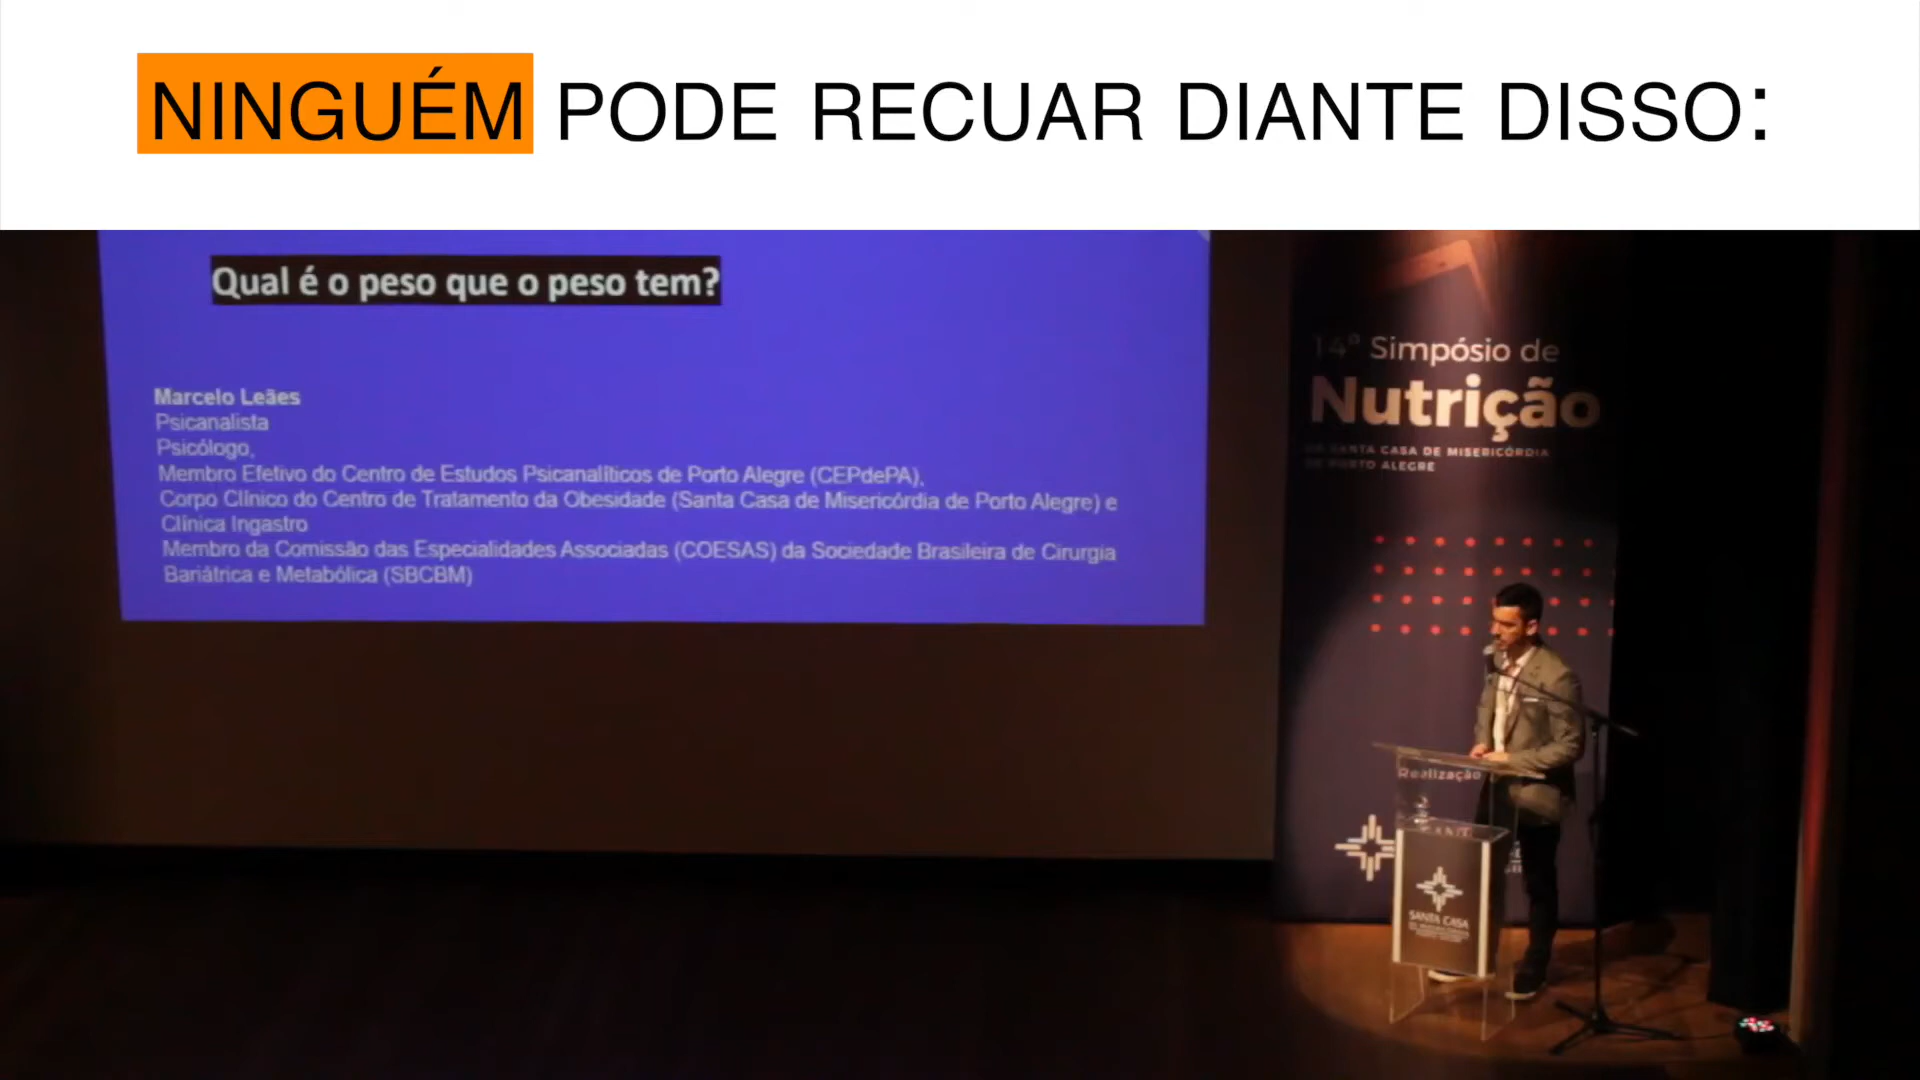 NINGUÉM PODE RECUAR DIANTE DISSO:
Qual é o peso que o peso tem?
Marcelo Leães
Psicanalista
Psicólogo,
Membro Efetivo do Centro de Estudos Psicanalíticos de Porto Alegre (CEPdePA),
Corpo Clínico do Centro de Tratamento da Obesidade (Santa Casa de Misericórdia de Porto Alegre) e
Clínica Ingastro
Membro da Comissão das Especialidades Associadas (COESAS) da Sociedade Brasileira de Cirurgia
Bariátrica e Metabólica (SBCBM)
14º Simpósio de
Nutrição
DA SANTA CASA DE MISERICÓRDIA
DE PORTO ALEGRE
Realização
SANTA CASA